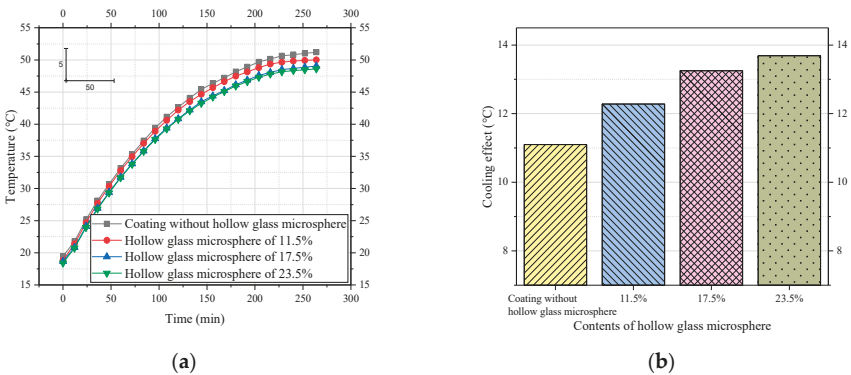 0 50 100 150 200 250 300
55 55
50 50
45 45
40 40
35 35
30 30
25 25
20 20
15 15
5
50
Temperature (℃)
Coating without hollow glass microsphere
Hollow glass microsphere of 11.5%
Hollow glass microsphere of 17.5%
Hollow glass microsphere of 23.5%
0 50 100 150 200 250 300
Time (min)
(a)
14 14
12 12
10 10
8 8
Cooling effect (℃)
Coating without
hollow glass microsphere
11.5% 17.5% 23.5%
Contents of hollow glass microsphere
(b)